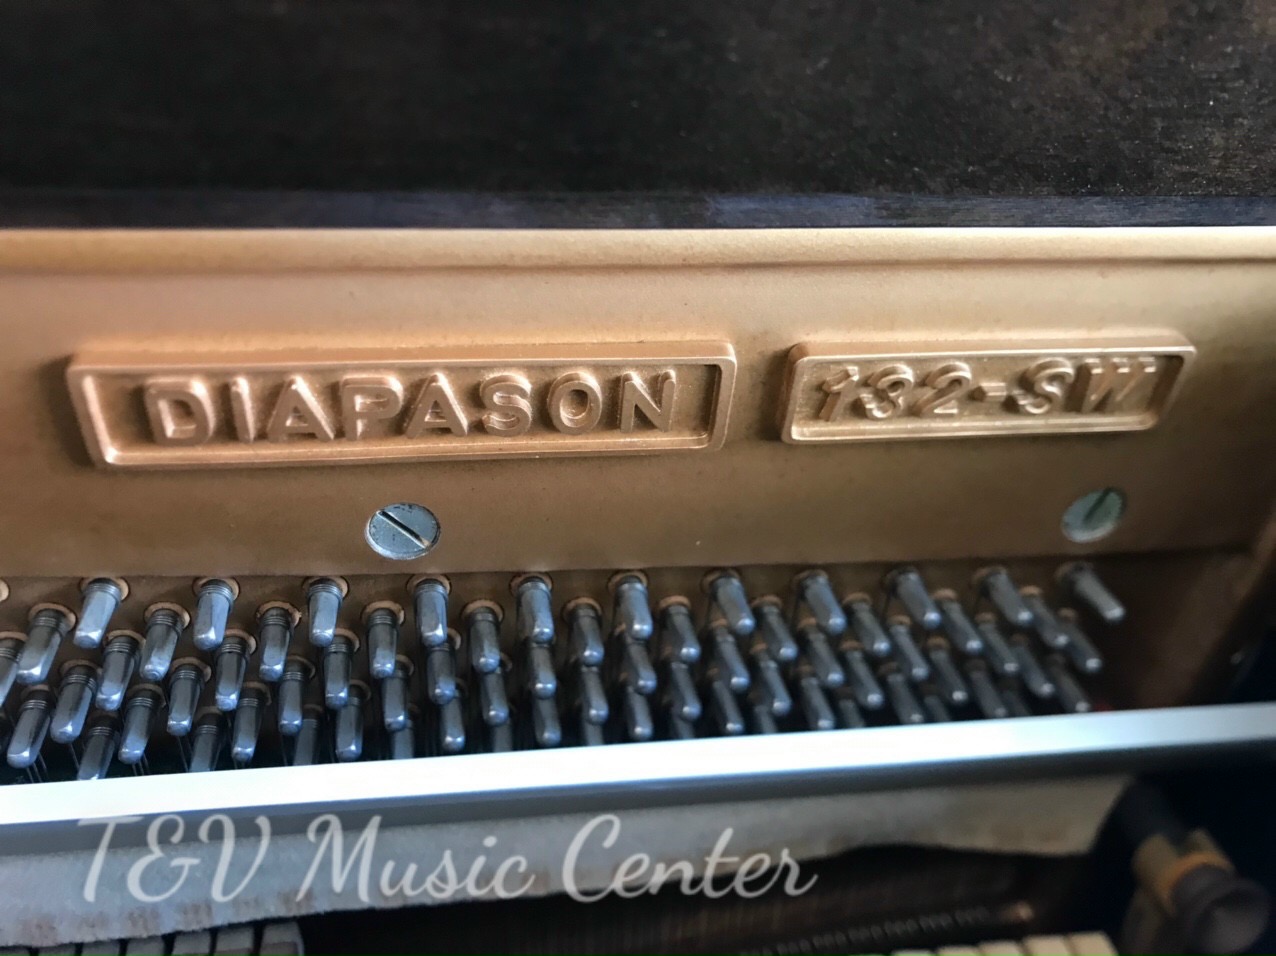 DIAPASON 132-SW
T&V Music Center